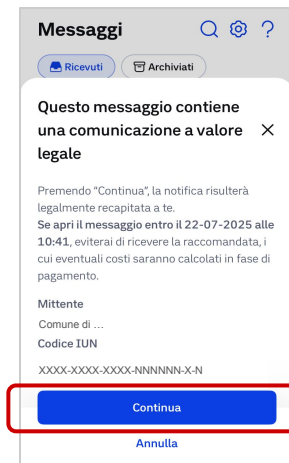 Messaggi
Ricevuti
Archiviati
Questo messaggio contiene
una comunicazione a valore
legale
Premendo “Continua”, la notifica risulterà
legalmente recapitata a te.
Se apri il messaggio entro il 22-07-2025 alle
10:41, eviterai di ricevere la raccomandata, i
cui eventuali costi saranno calcolati in fase di
pagamento.
Mittente
Comune di ...
Codice IUN
XXXX-XXXX-XXXX-NNNNNN-X-N
Continua
Annulla